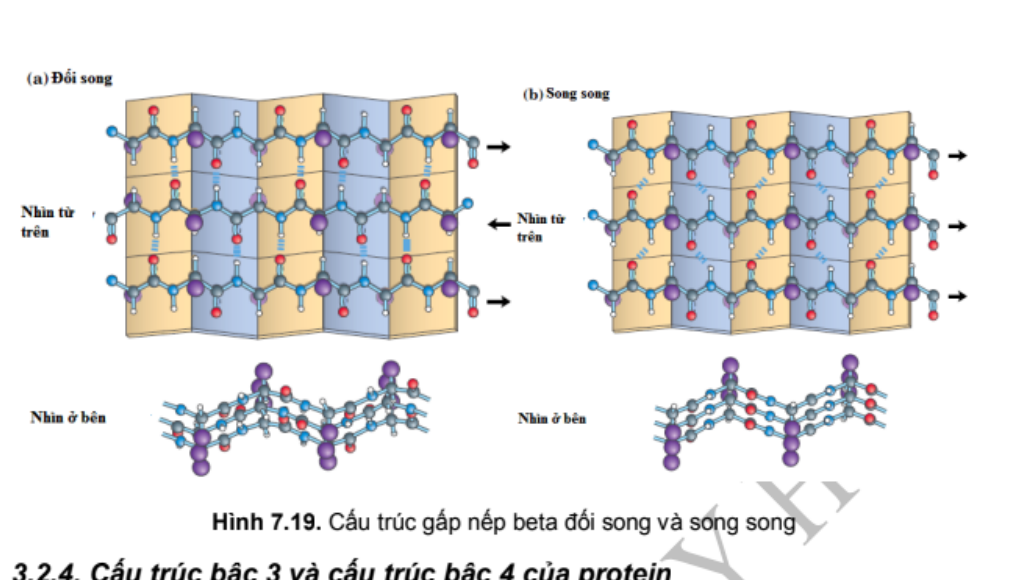 (a) Đối song
(b) Song song
Nhìn từ
trên
Nhìn từ
trên
Nhìn ở bên
Nhìn ở bên
Hình 7.19. Cấu trúc gấp nếp beta đối song và song song
3.2.4. Cấu trúc bậc 3 và cấu trúc bậc 4 của protein
Y H